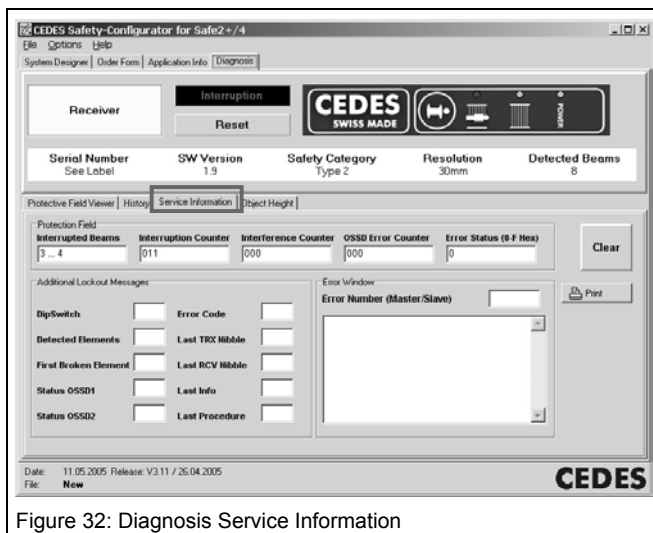 CEDES Safety-Configurator for Safe2+/4
File Options Help
System Designer Order Form Application Info Diagnosis
Receiver
Interruption
Reset
CEDES
SWISS MADE
POWER
Serial Number SW Version Safety Category Resolution Detected Beams
See Label 1.9 Type 2 30mm 8
Protective Field Viewer History Service Information Object Height
Protection Field
Interrupted Beams Interruption Counter Interference Counter OSSD Error Counter Error Status (0-F Hex)
3 ... 4 011 000 000 0
Clear
Additional Lockout Messages
Error Window
Error Number (Master/Slave)
Print
DipSwitch Error Code
Detected Elements Last TRX Nibble
First Broken Element Last RCV Nibble
Status OSSD1 Last Info
Status OSSD2 Last Procedure
Date: 11.05.2005 Release: V3.11 / 26.04.2005
File: New
CEDES
Figure 32: Diagnosis Service Information